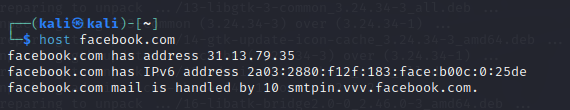 ┌──(kali㉿kali)-[~]
└─$ host facebook.com
facebook.com has address 31.13.79.35
facebook.com has IPv6 address 2a03:2880:f12f:183:face:b00c:0:25de
facebook.com mail is handled by 10 smtpin.vvv.facebook.com.